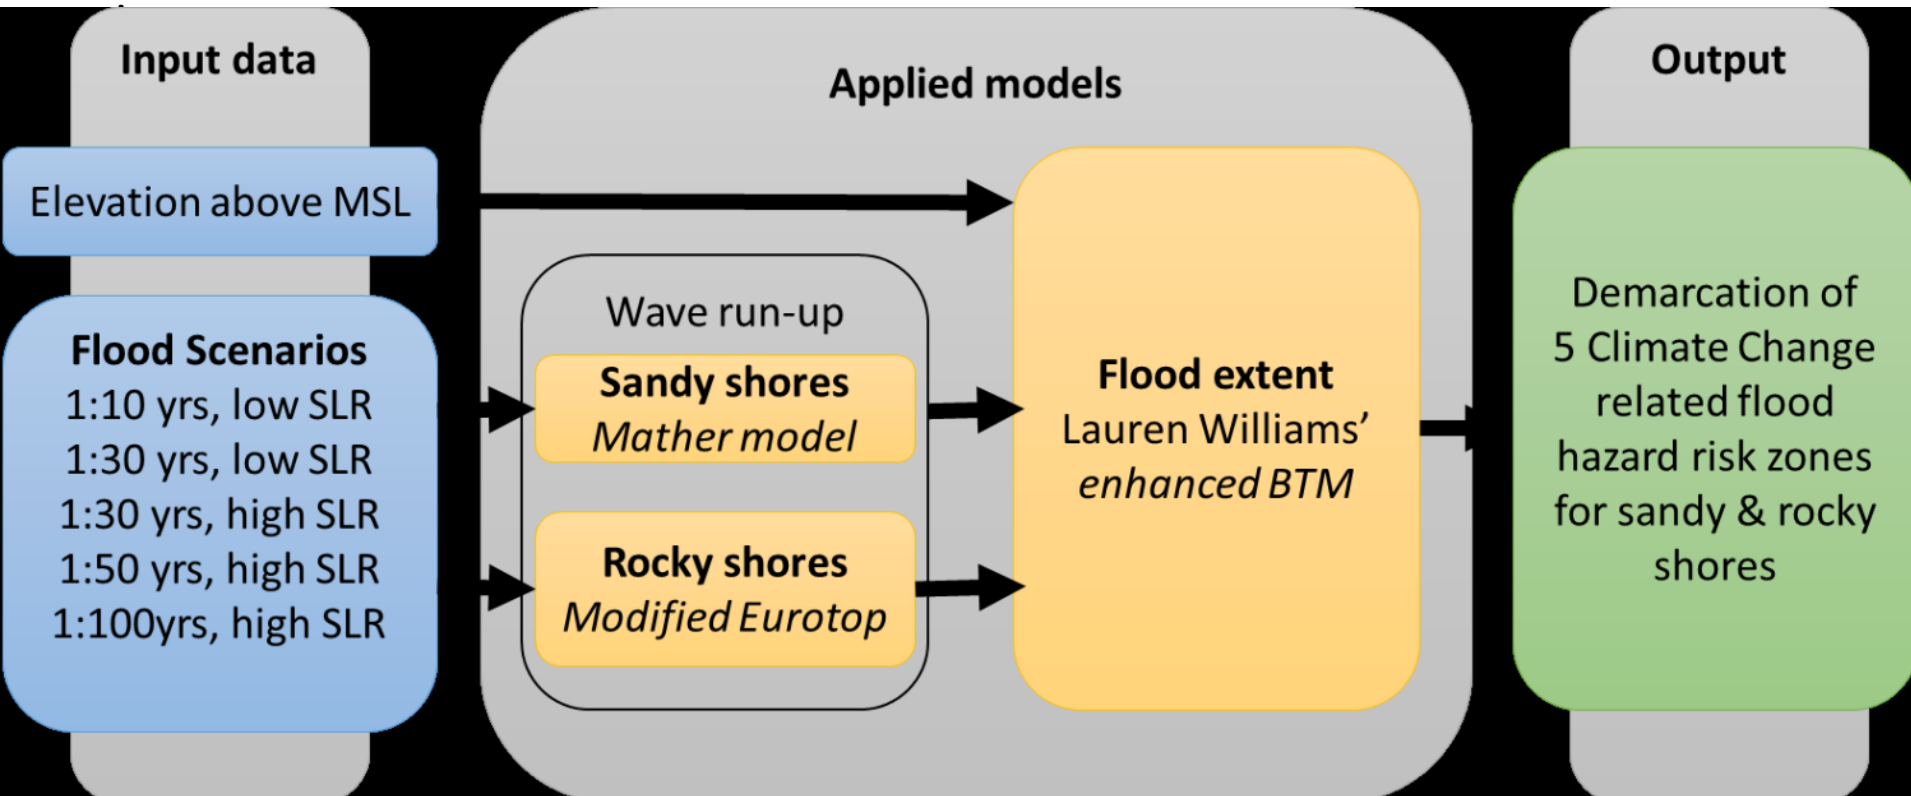 Input data
Elevation above MSL
Flood Scenarios
1:10 yrs, low SLR
1:30 yrs, low SLR
1:30 yrs, high SLR
1:50 yrs, high SLR
1:100yrs, high SLR
Applied models
Wave run-up
Sandy shores
Mather model
Rocky shores
Modified Eurotop
Flood extent
Lauren Williams’
enhanced BTM
Output
Demarcation of
5 Climate Change
related flood
hazard risk zones
for sandy & rocky
shores